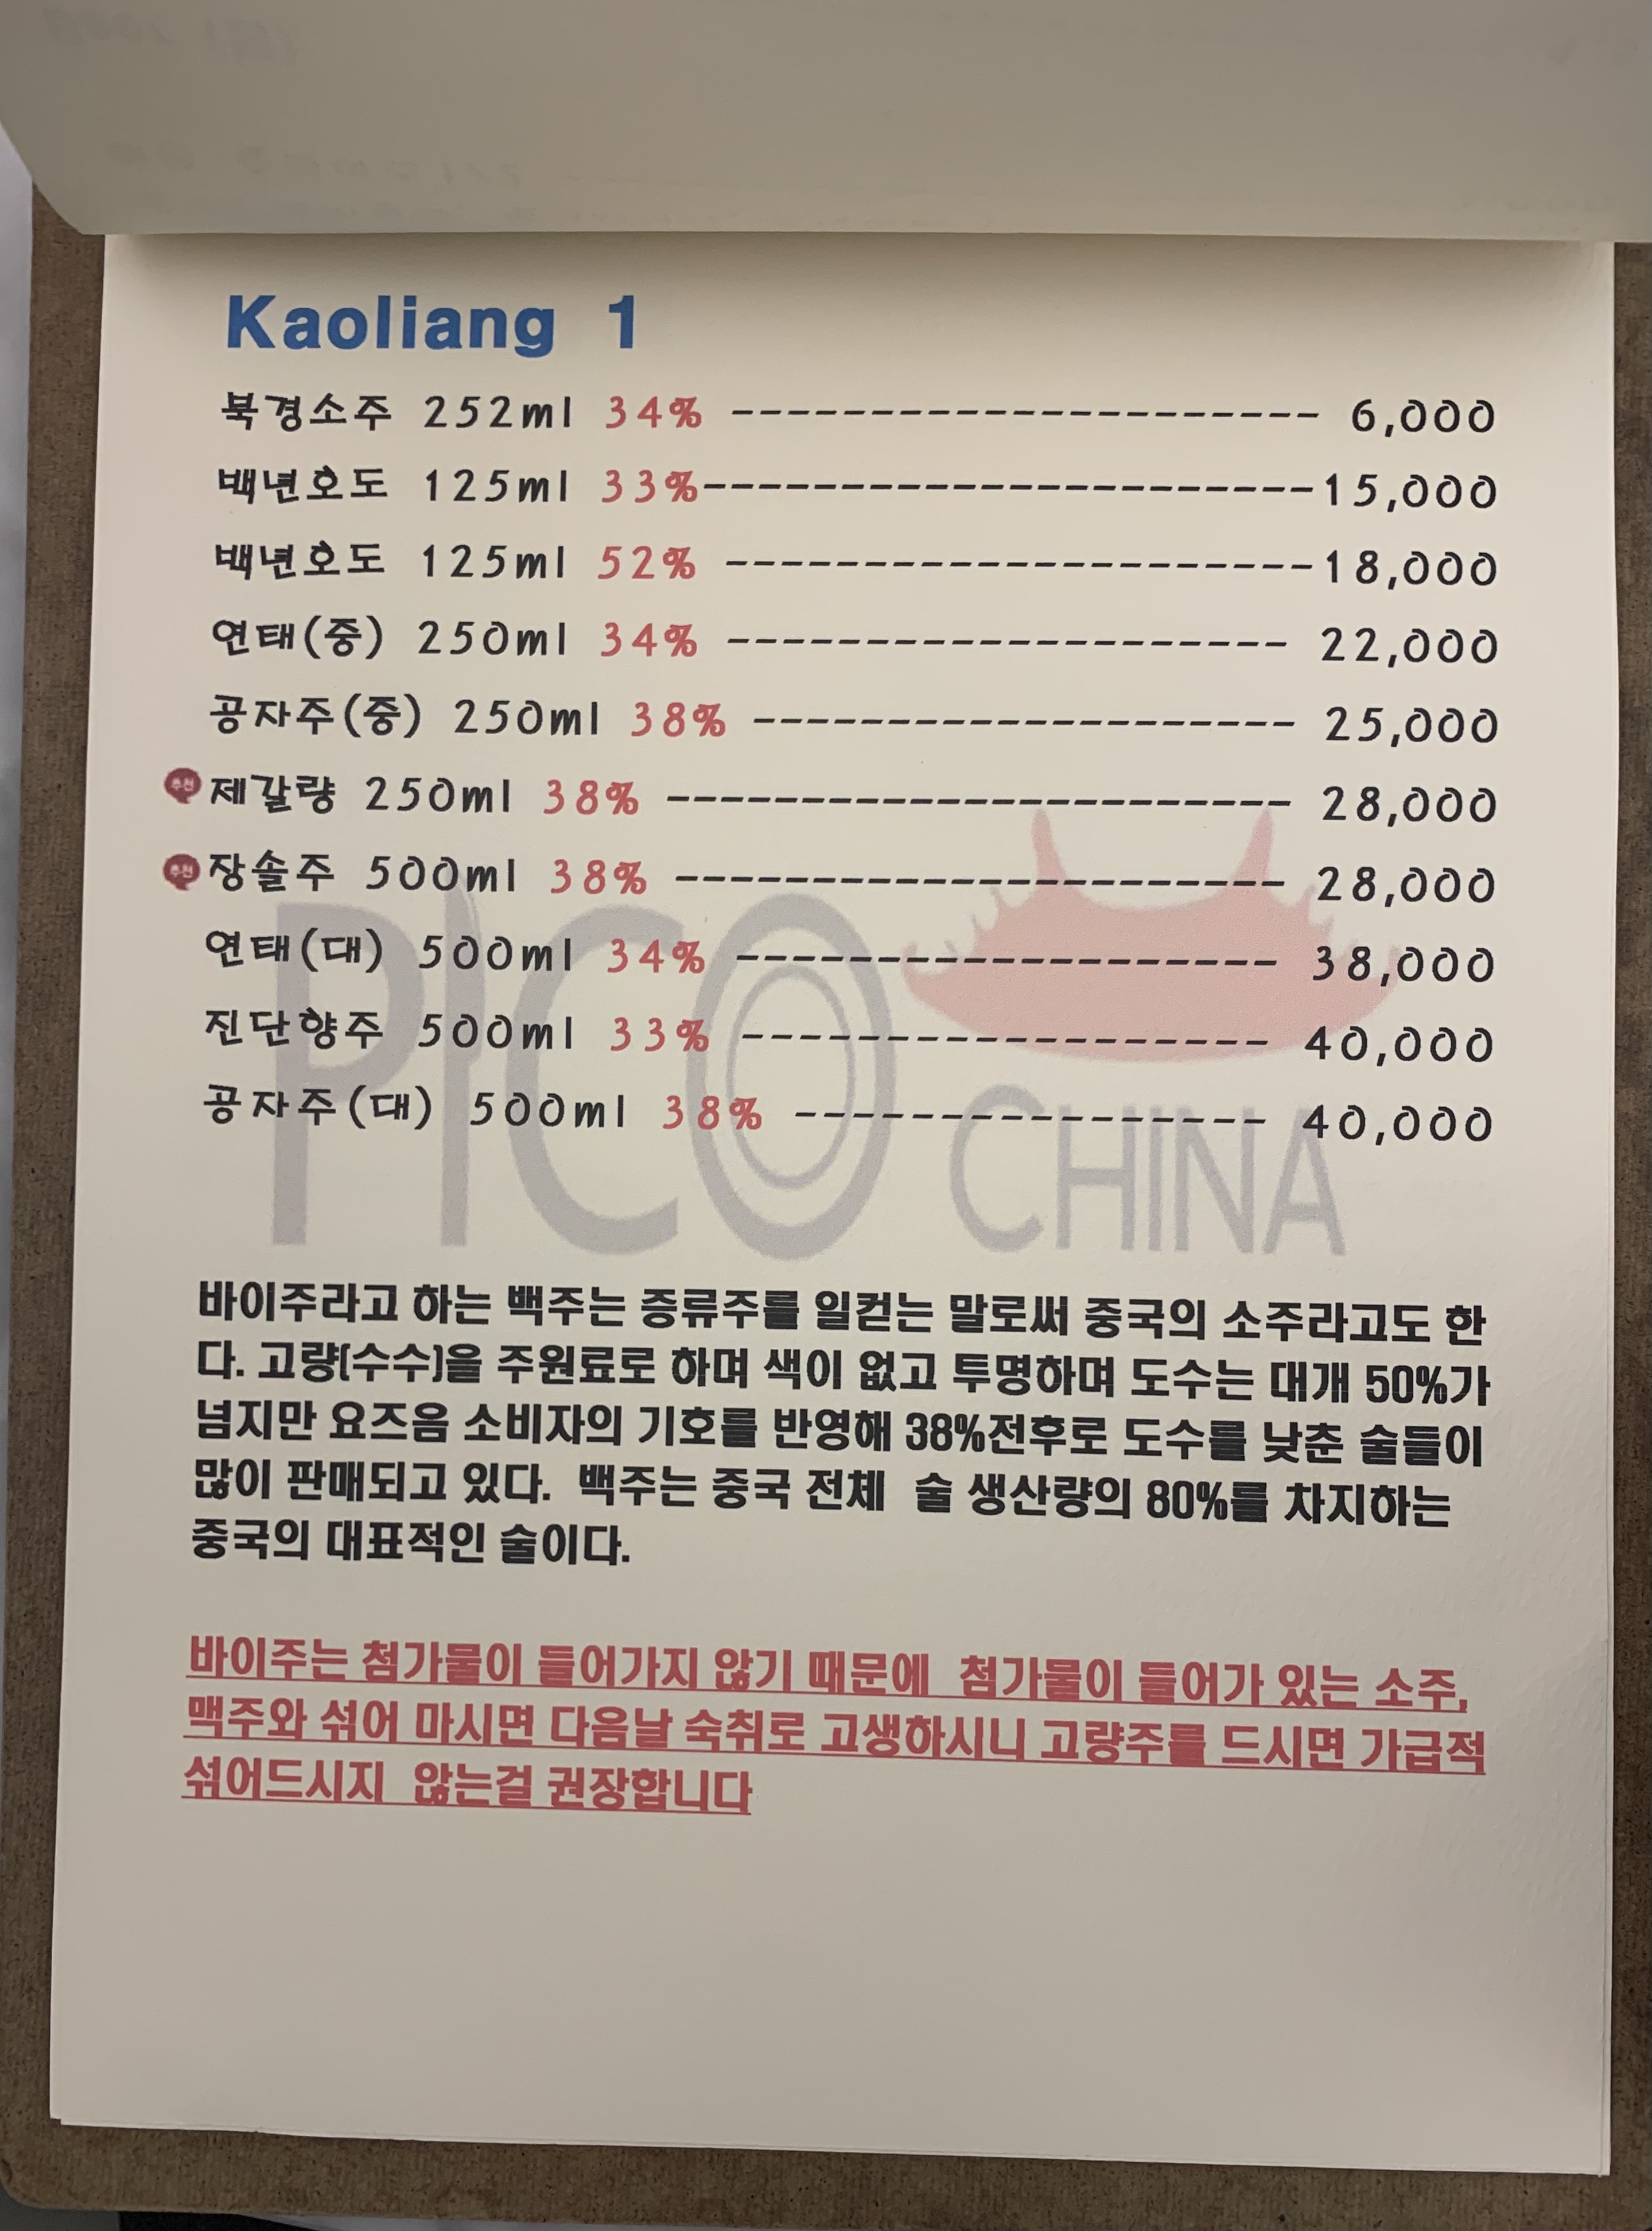 Kaoliang 1
북경소주 252ml 34% --------------------- 6,000
백년호도 125ml 33%----------------------15,000
백년호도 125ml 52% ---------------------18,000
연태(중) 250ml 34% -------------------- 22,000
공자주(중) 250ml 38% ------------------- 25,000
추천 제갈량 250ml 38% ---------------------- 28,000
추천 장솔주 500ml 38% --------------------- 28,000
연태(대) 500ml 34% ------------------- 38,000
진단향주 500ml 33% ------------------- 40,000
공자주(대) 500ml 38% ----------------- 40,000
PICO CHINA
바이주라고 하는 백주는 증류주를 일컫는 말로써 중국의 소주라고도 한
다. 고량(수수)을 주원료로 하며 색이 없고 투명하며 도수는 대개 50%가
넘지만 요즈음 소비자의 기호를 반영해 38%전후로 도수를 낮춘 술들이
많이 판매되고 있다. 백주는 중국 전체 술 생산량의 80%를 차지하는
중국의 대표적인 술이다.
바이주는 첨가물이 들어가지 않기 때문에 첨가물이 들어가 있는 소주,
맥주와 섞어 마시면 다음날 숙취로 고생하시니 고량주를 드시면 가급적
섞어드시지 않는걸 권장합니다